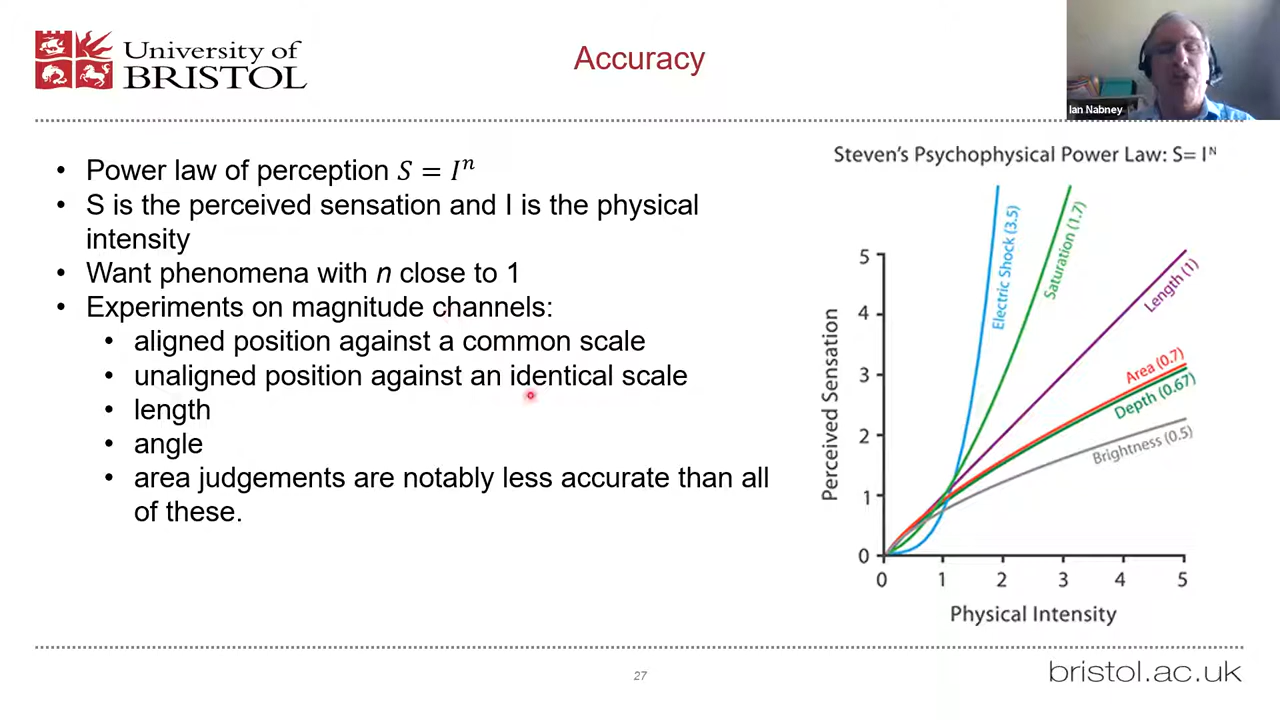 University of
BRISTOL
Accuracy
Ian Nabney
• Power law of perception S = Iⁿ
• S is the perceived sensation and I is the physical
intensity
• Want phenomena with n close to 1
• Experiments on magnitude channels:
• aligned position against a common scale
• unaligned position against an identical scale
• length
• angle
• area judgements are notably less accurate than all
of these.
Steven's Psychophysical Power Law: S= Iᴺ
Electric Shock (3.5)
Saturation (1.7)
Length (1)
Area (0.7)
Depth (0.67)
Brightness (0.5)
Perceived Sensation
5
4
3
2
1
0
0 1 2 3 4 5
Physical Intensity
27
bristol.ac.uk